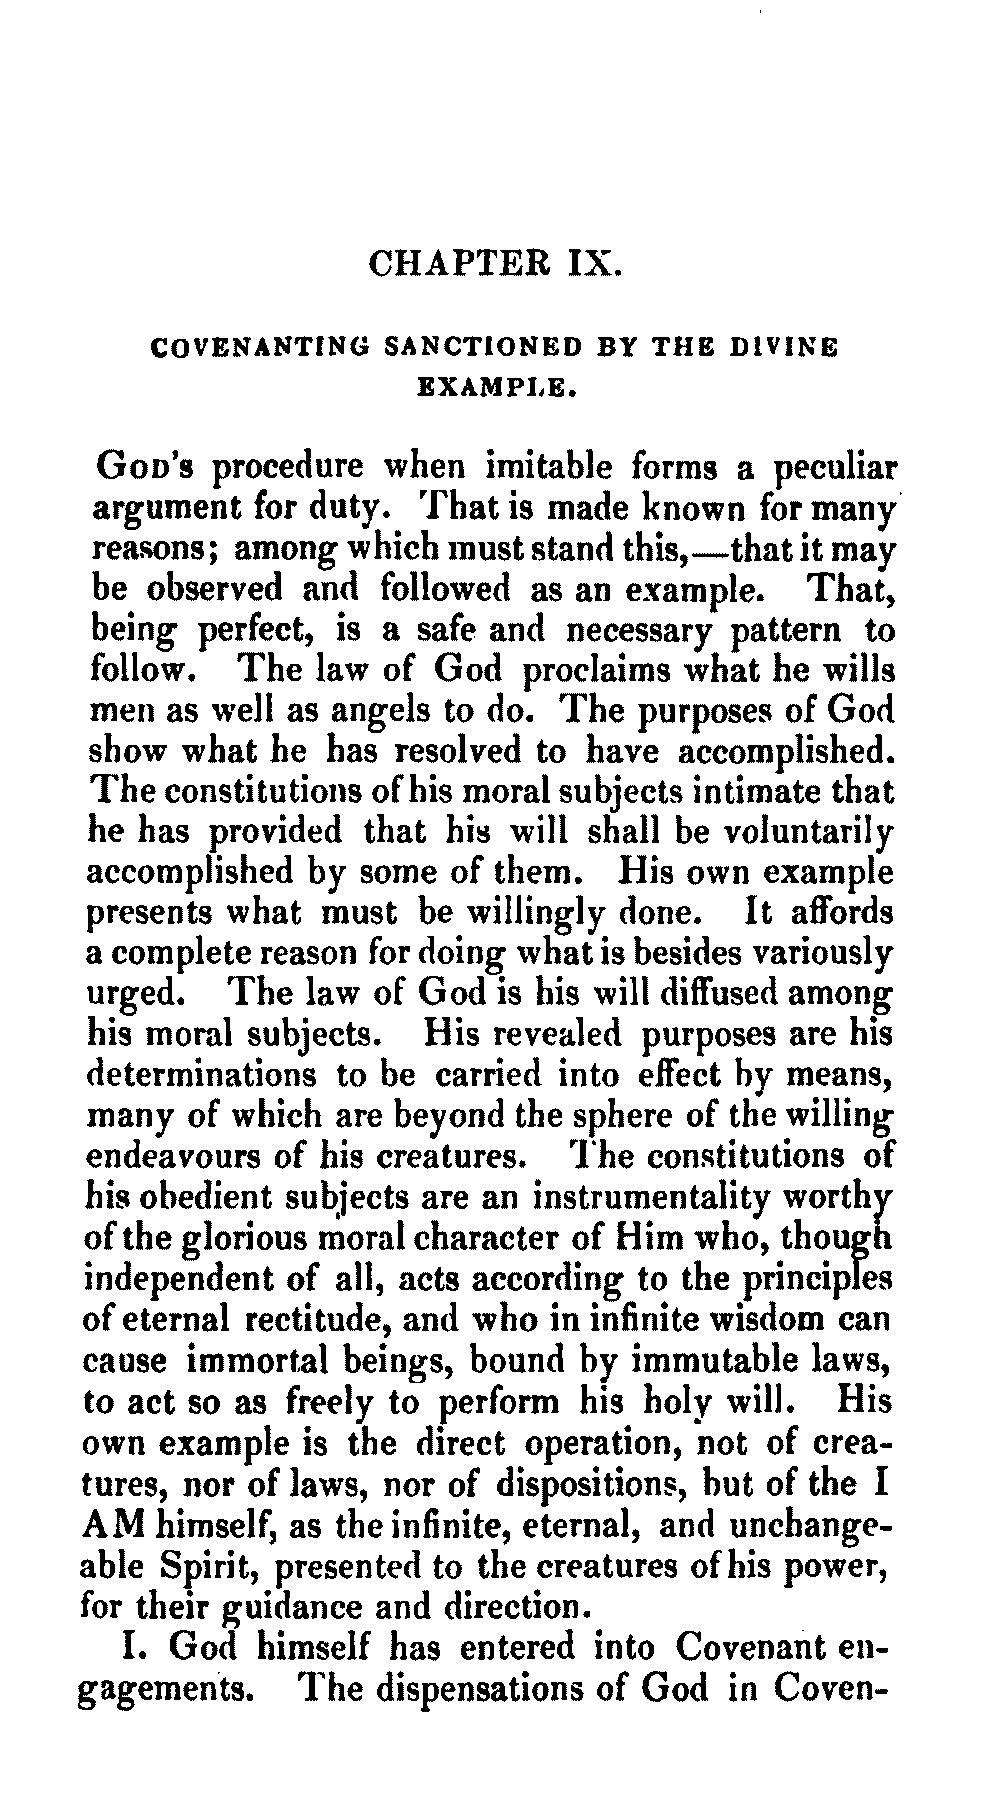 CHAPTER IX.
COVENANTING SANCTIONED BY THE DIVINE
EXAMPLE.
GOD's procedure when imitable forms a peculiar
argument for duty. That is made known for many
reasons; among which must stand this,—that it may
be observed and followed as an example. That,
being perfect, is a safe and necessary pattern to
follow. The law of God proclaims what he wills
men as well as angels to do. The purposes of God
show what he has resolved to have accomplished.
The constitutions of his moral subjects intimate that
he has provided that his will shall be voluntarily
accomplished by some of them. His own example
presents what must be willingly done. It affords
a complete reason for doing what is besides variously
urged. The law of God is his will diffused among
his moral subjects. His revealed purposes are his
determinations to be carried into effect by means,
many of which are beyond the sphere of the willing
endeavours of his creatures. The constitutions of
his obedient subjects are an instrumentality worthy
of the glorious moral character of Him who, though
independent of all, acts according to the principles
of eternal rectitude, and who in infinite wisdom can
cause immortal beings, bound by immutable laws,
to act so as freely to perform his holy will. His
own example is the direct operation, not of crea-
tures, nor of laws, nor of dispositions, but of the I
AM himself, as the infinite, eternal, and unchange-
able Spirit, presented to the creatures of his power,
for their guidance and direction.
I. God himself has entered into Covenant en-
gagements. The dispensations of God in Coven-